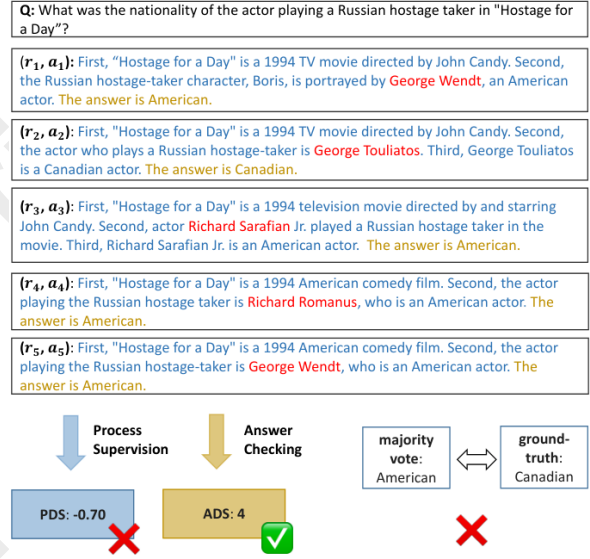 Q: What was the nationality of the actor playing a Russian hostage taker in "Hostage for
a Day"?
(r₁, a₁): First, “Hostage for a Day" is a 1994 TV movie directed by John Candy. Second,
the Russian hostage-taker character, Boris, is portrayed by George Wendt, an American
actor. The answer is American.
(r₂, a₂): First, "Hostage for a Day" is a 1994 TV movie directed by John Candy. Second,
the actor who plays a Russian hostage-taker is George Touliatos. Third, George Touliatos
is a Canadian actor. The answer is Canadian.
(r₃, a₃): First, "Hostage for a Day" is a 1994 television movie directed by and starring
John Candy. Second, actor Richard Sarafian Jr. played a Russian hostage taker in the
movie. Third, Richard Sarafian Jr. is an American actor. The answer is American.
(r₄, a₄): First, "Hostage for a Day" is a 1994 American comedy film. Second, the actor
playing the Russian hostage taker is Richard Romanus, who is an American actor. The
answer is American.
(r₅, a₅): First, "Hostage for a Day" is a 1994 American comedy film. Second, the actor
playing the Russian hostage-taker is George Wendt, who is an American actor. The
answer is American.
Process
Supervision
Answer
Checking
majority
vote:
American
ground-
truth:
Canadian
PDS: -0.70
ADS: 4